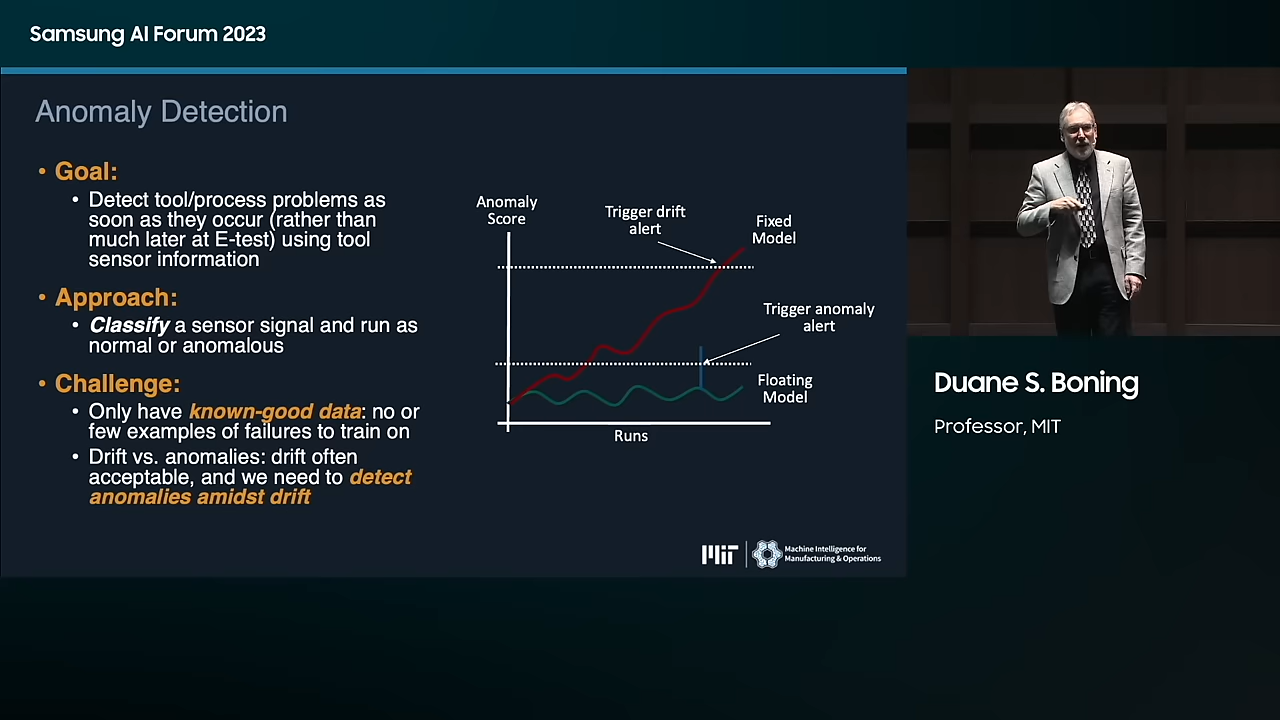 Samsung AI Forum 2023
Anomaly Detection
• Goal:
• Detect tool/process problems as
soon as they occur (rather than
much later at E-test) using tool
sensor information
• Approach:
• Classify a sensor signal and run as
normal or anomalous
• Challenge:
• Only have known-good data: no or
few examples of failures to train on
• Drift vs. anomalies: drift often
acceptable, and we need to detect
anomalies amidst drift
Anomaly
Score
Trigger drift
alert
Fixed
Model
Trigger anomaly
alert
Floating
Model
Runs
MIT
Machine Intelligence for
Manufacturing & Operations
Duane S. Boning
Professor, MIT